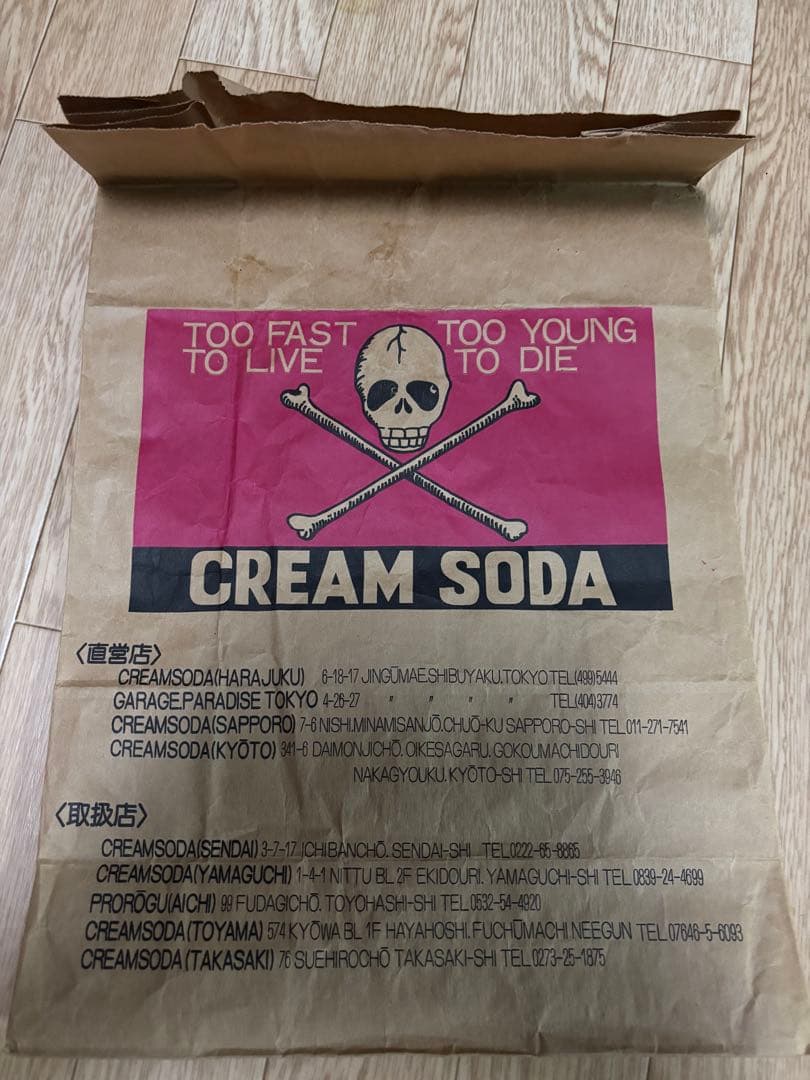 TOO FAST TOO YOUNG
TO LIVE TO DIE
CREAM SODA
〈直営店〉
CREAMSODA(HARAJUKU) 6-18-17 JINGŪMAE.SHIBUYAKU.TOKYO TEL(499)5444
GARAGE.PARADISE TOKYO 4-26-27 〃 〃 〃 〃 TEL(404)3774
CREAMSODA(SAPPORO) 7-6 NISHI.MINAMISANJŌ.CHUŌ-KU SAPPORO-SHI TEL.011-271-7541
CREAMSODA(KYŌTO) 341-6 DAIMONJICHŌ. OIKESAGARU. GOKOUMACHIDOURI
NAKAGYOUKU. KYŌTO-SHI TEL 075-255-3946
〈取扱店〉
CREAMSODA(SENDAI) 3-7-17 ICHIBANCHŌ. SENDAI-SHI TEL0222-65-8865
CREAMSODA(YAMAGUCHI) 1-4-1 NITTU BL 2F EKIDOURI. YAMAGUCHI-SHI TEL 0839-24-4699
PRORŌGU(AICHI) 99 FUDAGICHŌ. TOYOHASHI-SHI TEL 0532-54-4920
CREAMSODA(TOYAMA) 574 KYŌWA BL 1F HAYAHOSHI. FUCHŪMACHI. NEEGUN TEL 07646-5-6093
CREAMSODA(TAKASAKI) 76 SUEHIROCHŌ TAKASAKI-SHI TEL 0273-25-1875